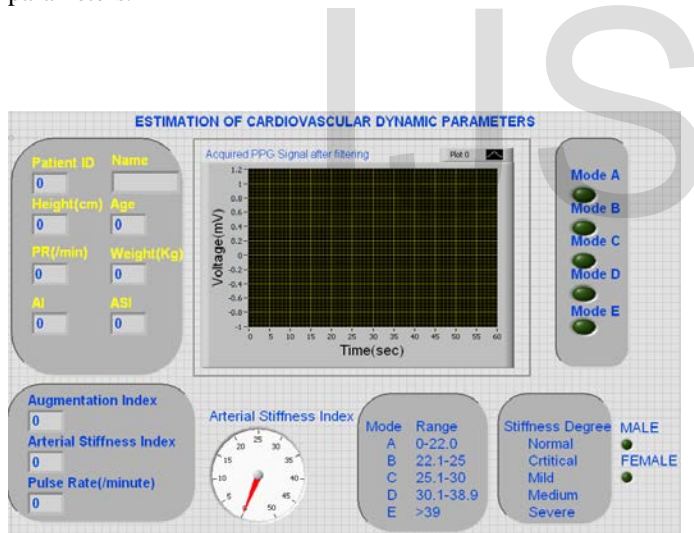 parameters.
IJS
ESTIMATION OF CARDIOVASCULAR DYNAMIC PARAMETERS
Patient ID Name
0
Height(cm) Age
0 0
PR(/min) Weight(Kg)
0 0
AI ASI
0 0
Acquired PPG Signal after filtering
Plot 0
Voltage(mV)
1.2
1
0.8
0.6
0.4
0.2
0
-0.2
-0.4
-0.6
-0.8
-1
0 5 10 15 20 25 30 35 40 45 50 55 60
Time(sec)
Mode A
Mode B
Mode C
Mode D
Mode E
Augmentation Index
0
Arterial Stiffness Index
0
Pulse Rate(/minute)
0
Arterial Stiffness Index
0 5 10 15 20 25 30 35 40 45 50
Mode Range
A 0-22.0
B 22.1-25
C 25.1-30
D 30.1-38.9
E >39
Stiffness Degree
Normal
Crtitical
Mild
Medium
Severe
MALE
FEMALE